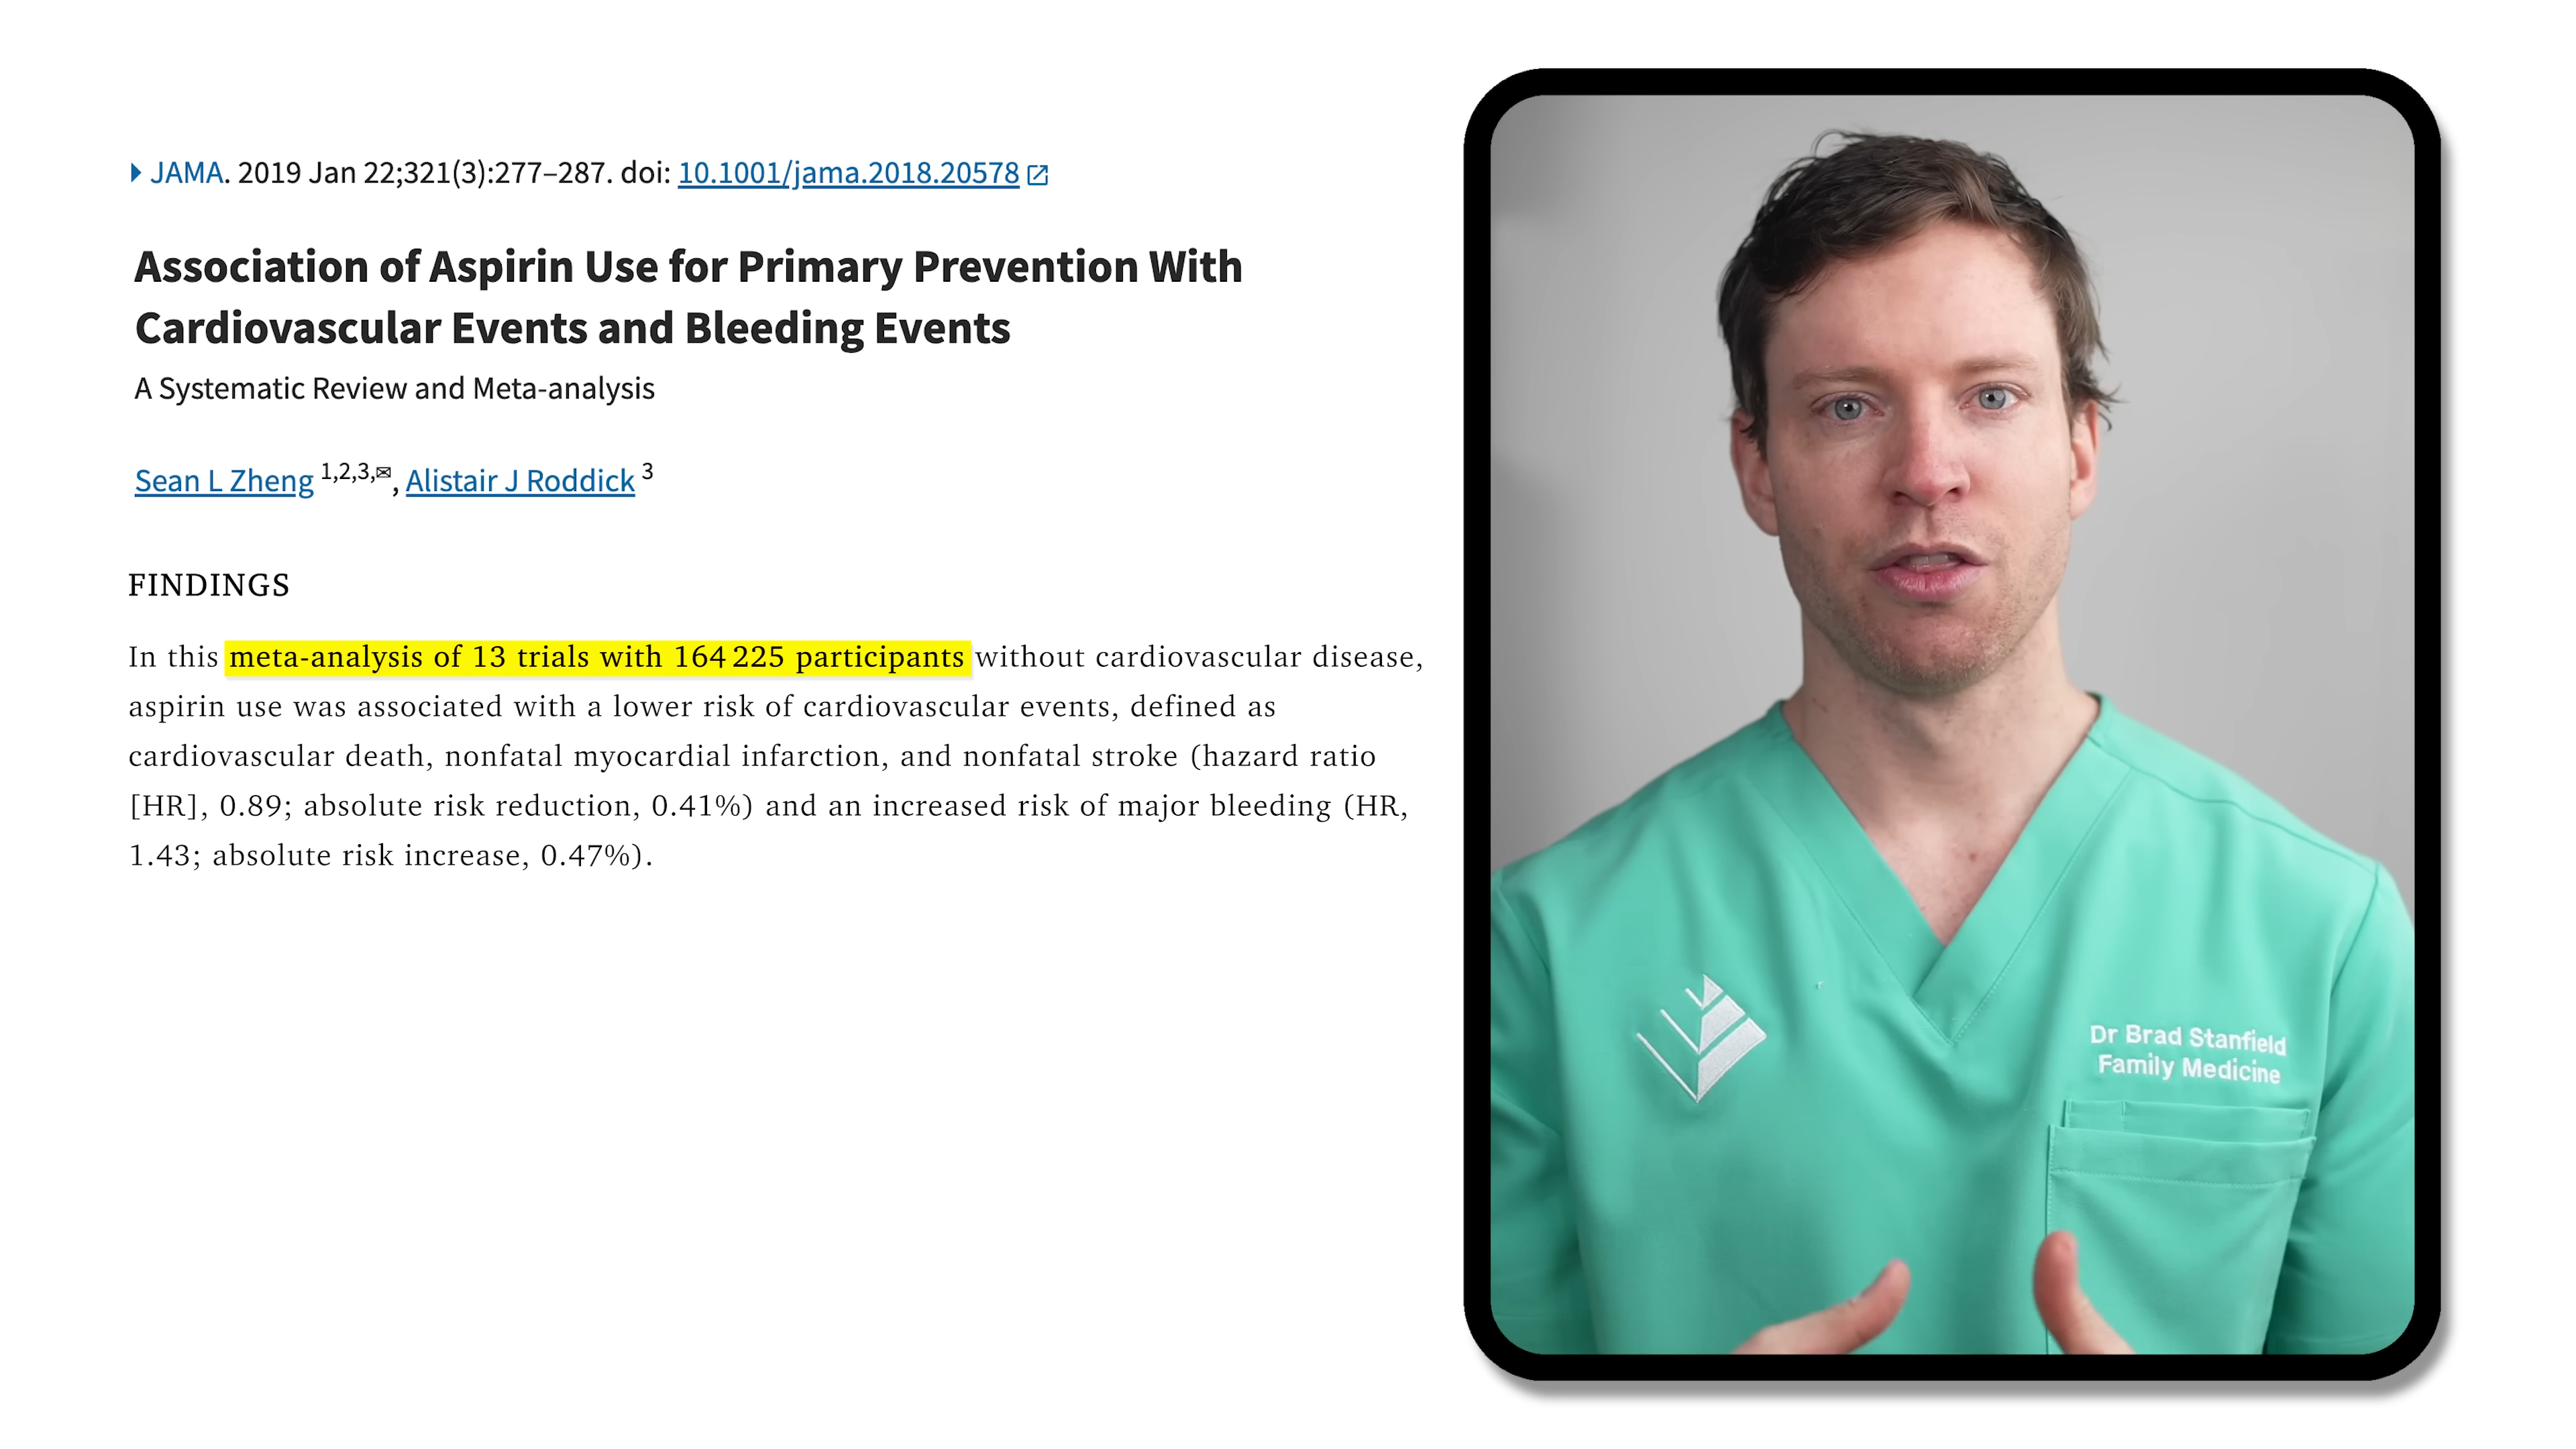 JAMA. 2019 Jan 22;321(3):277–287. doi: 10.1001/jama.2018.20578
Association of Aspirin Use for Primary Prevention With
Cardiovascular Events and Bleeding Events
A Systematic Review and Meta-analysis
Sean L Zheng 1,2,3,✉, Alistair J Roddick 3
FINDINGS
In this meta-analysis of 13 trials with 164 225 participants without cardiovascular disease,
aspirin use was associated with a lower risk of cardiovascular events, defined as
cardiovascular death, nonfatal myocardial infarction, and nonfatal stroke (hazard ratio
[HR], 0.89; absolute risk reduction, 0.41%) and an increased risk of major bleeding (HR,
1.43; absolute risk increase, 0.47%).
Dr Brad Stanfield
Family Medicine